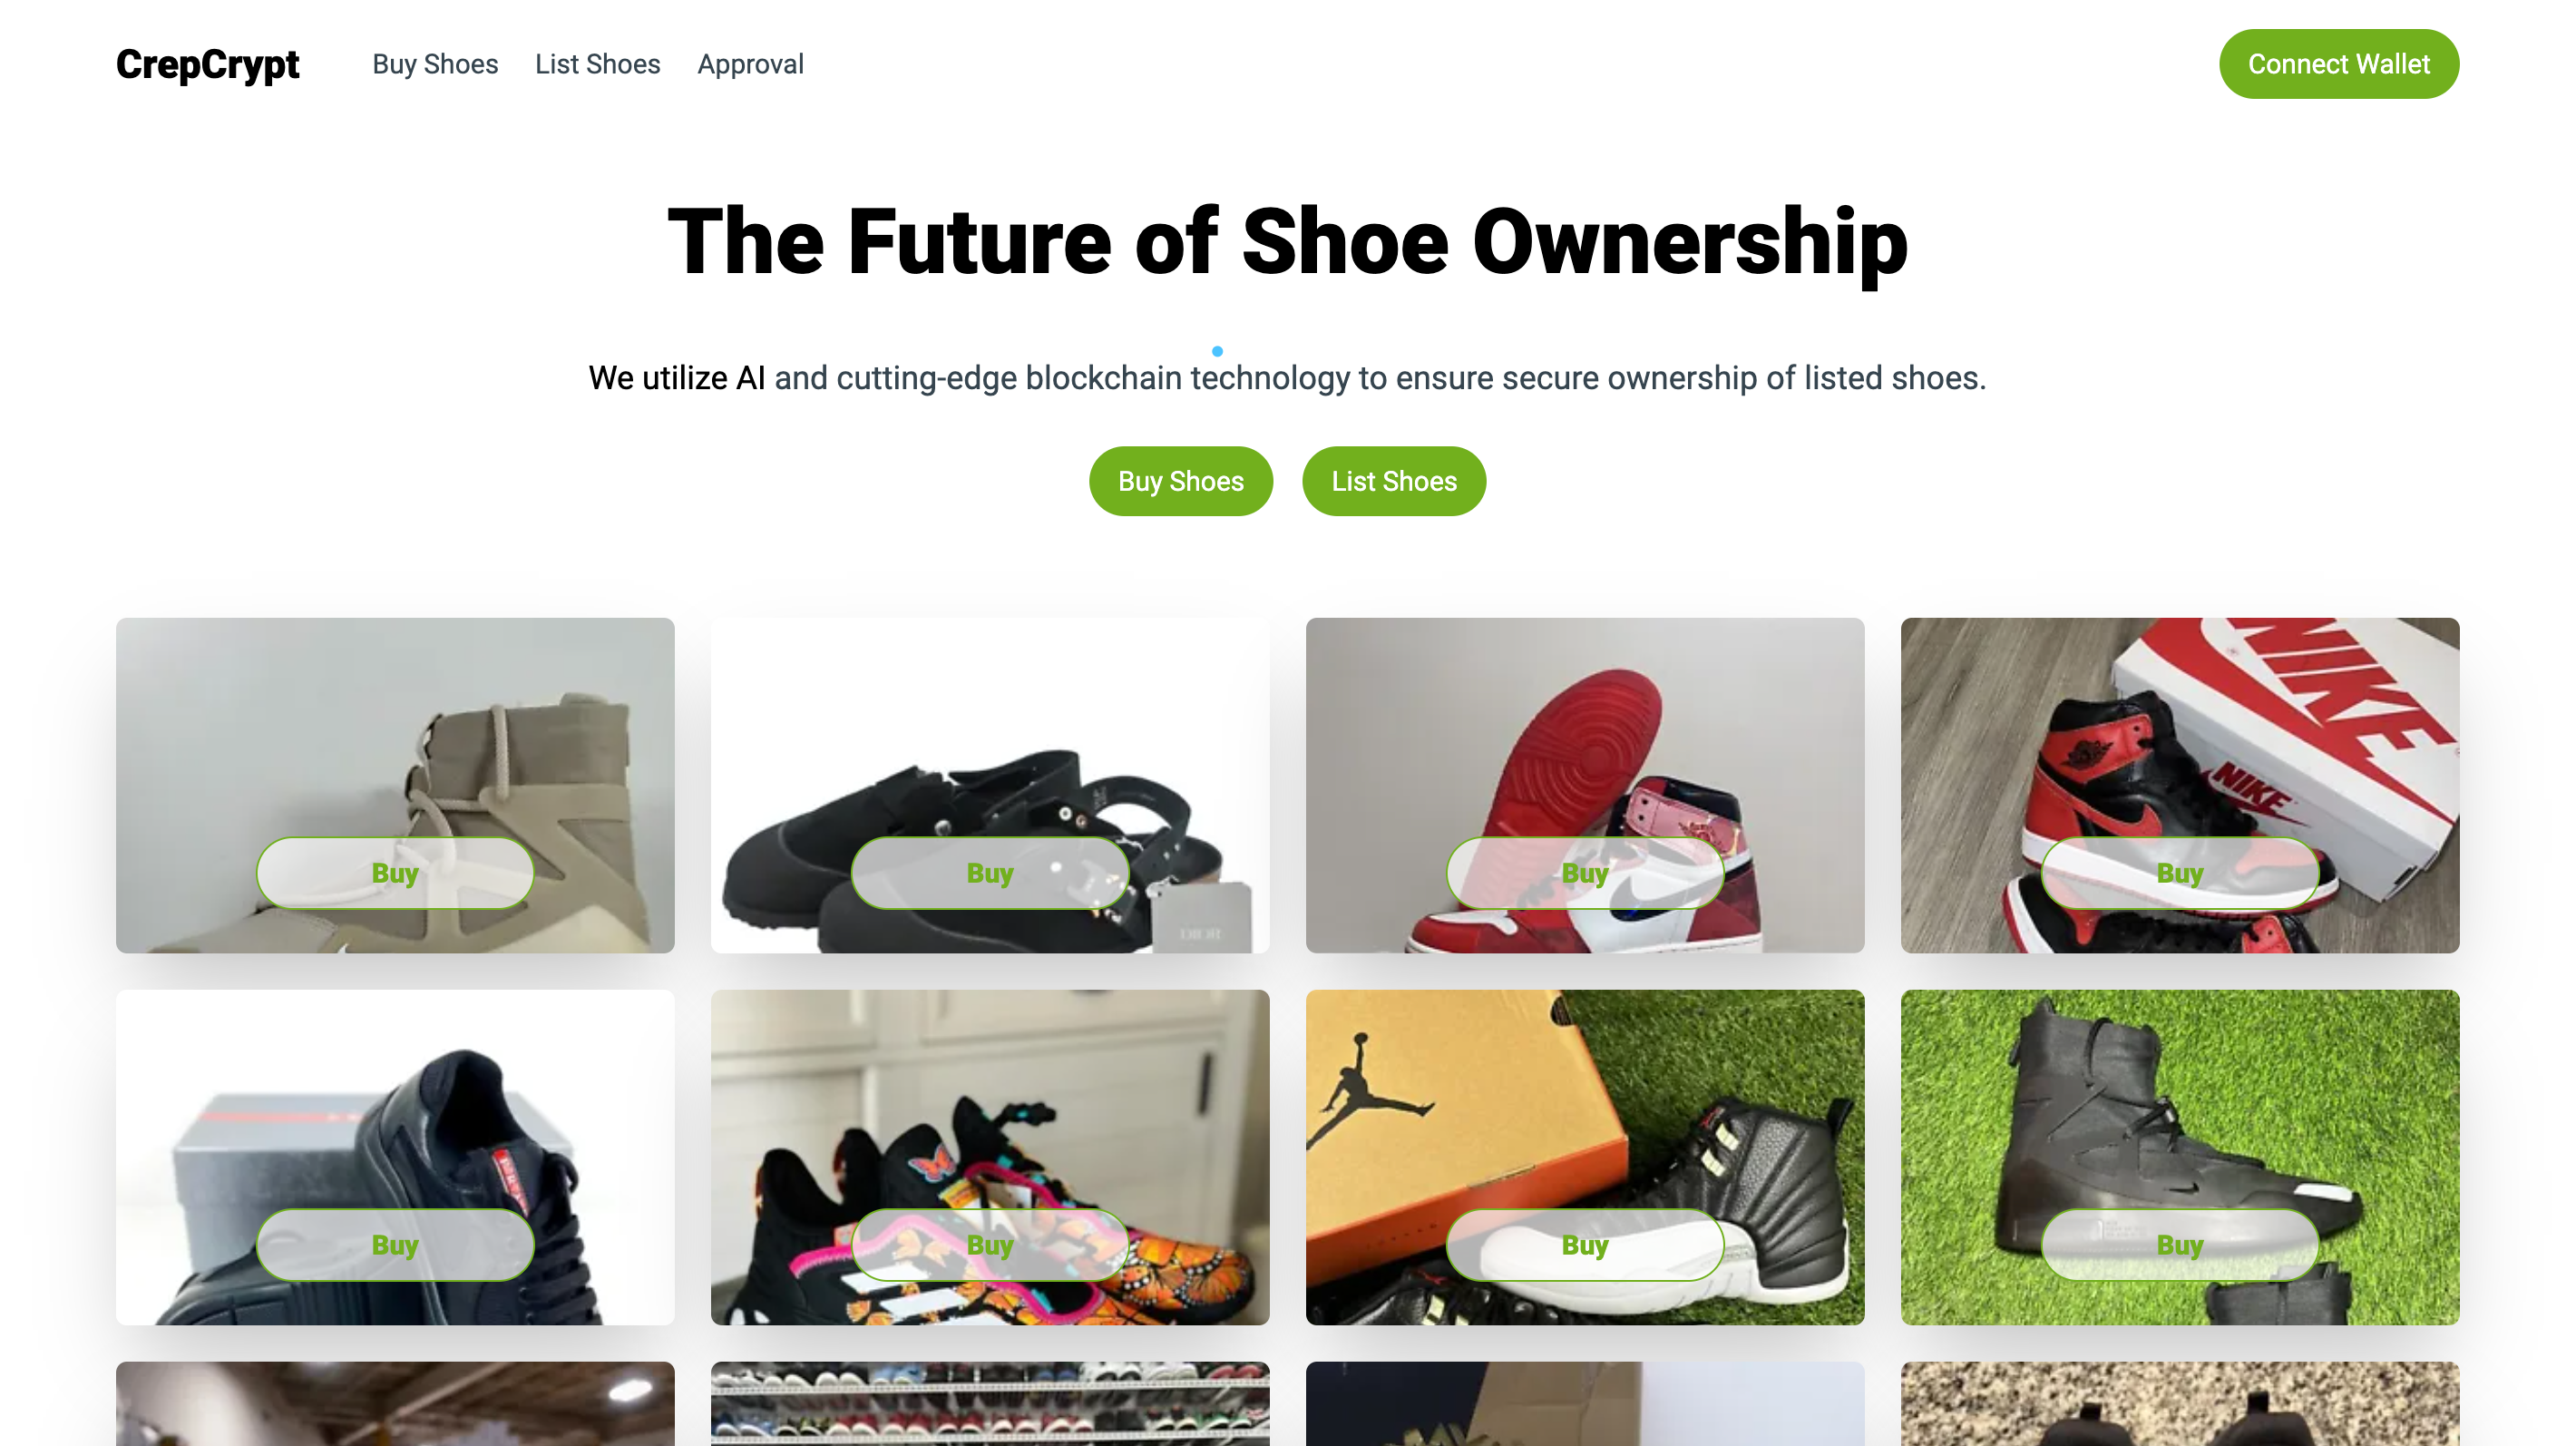 CrepCrypt Buy Shoes List Shoes Approval Connect Wallet
The Future of Shoe Ownership
We utilize AI and cutting-edge blockchain technology to ensure secure ownership of listed shoes.
Buy Shoes List Shoes
NIKE
NIKE
DIOR
Buy Buy Buy Buy
Buy Buy Buy Buy